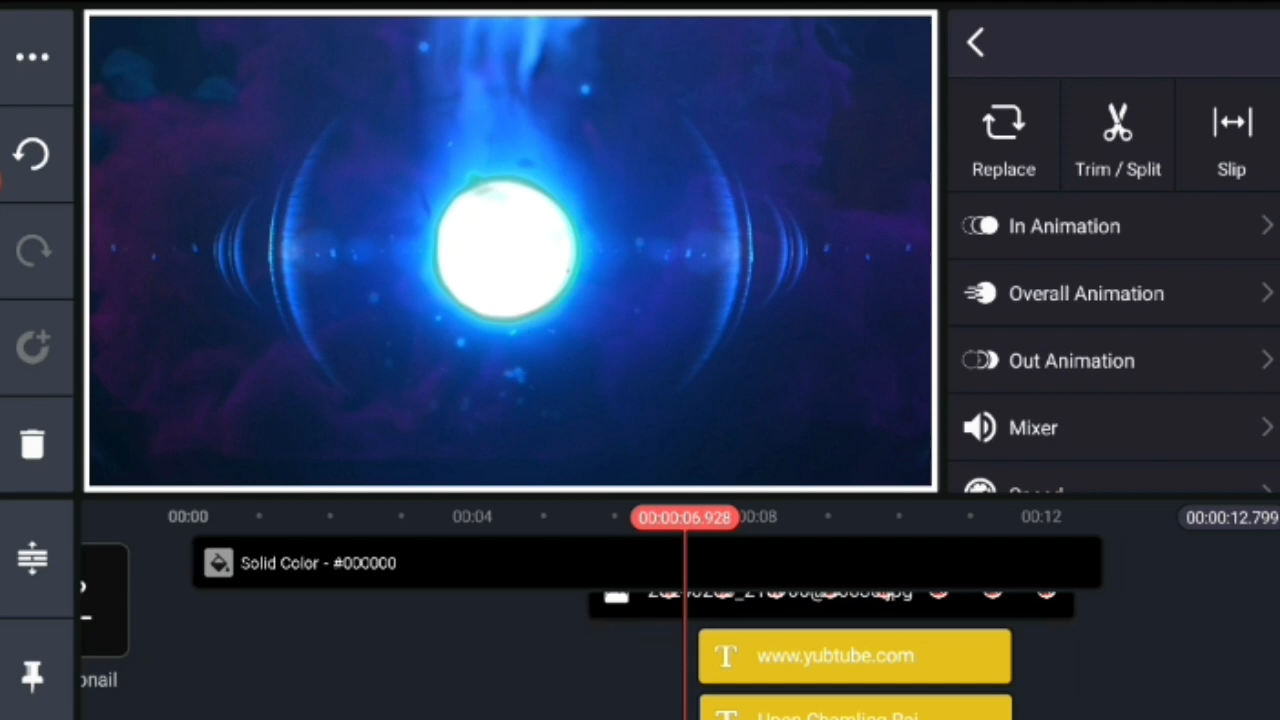 Replace
Trim / Split
Slip
In Animation
Overall Animation
Out Animation
Mixer
Speed
00:00
00:04
00:00:06.928
00:08
00:12
00:00:12.799
Solid Color - #000000
www.yubtube.com